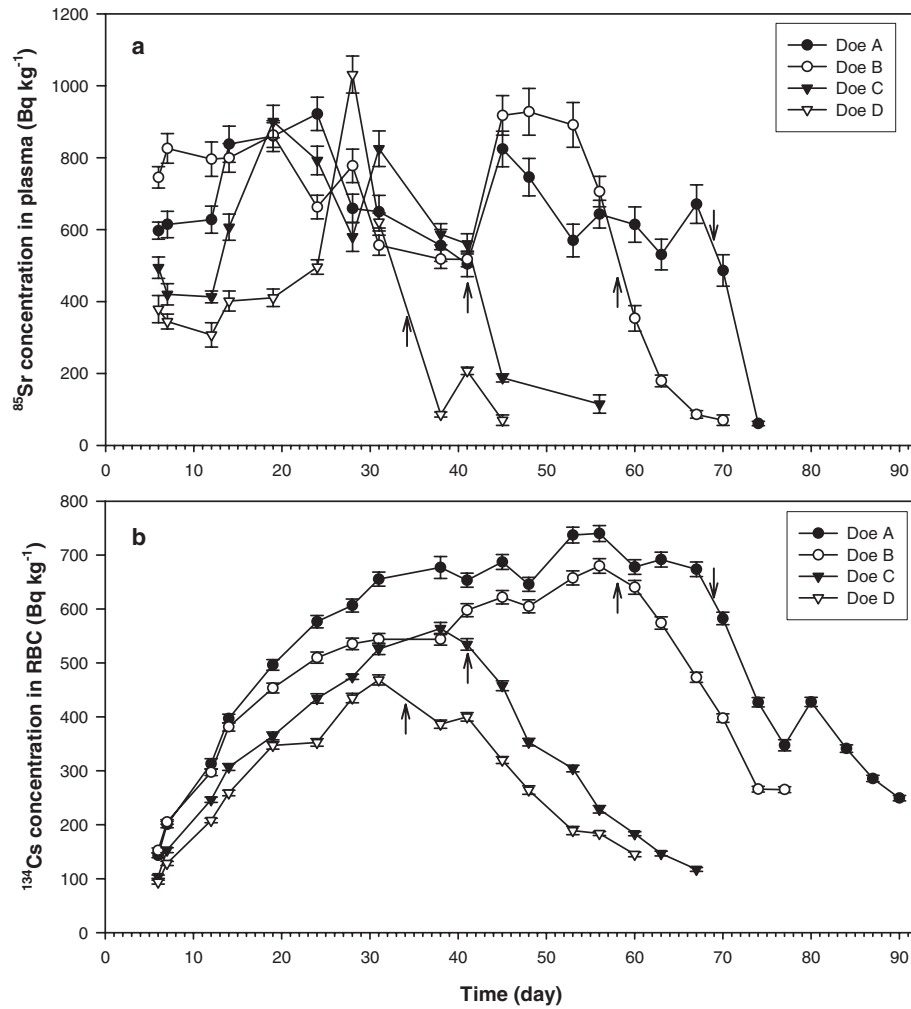 a
⁸⁵Sr concentration in plasma (Bq kg⁻¹)
1200
1000
800
600
400
200
0
0 10 20 30 40 50 60 70 80 90
Doe A
Doe B
Doe C
Doe D
b
¹³⁴Cs concentration in RBC (Bq kg⁻¹)
800
700
600
500
400
300
200
100
0
0 10 20 30 40 50 60 70 80 90
Doe A
Doe B
Doe C
Doe D
Time (day)